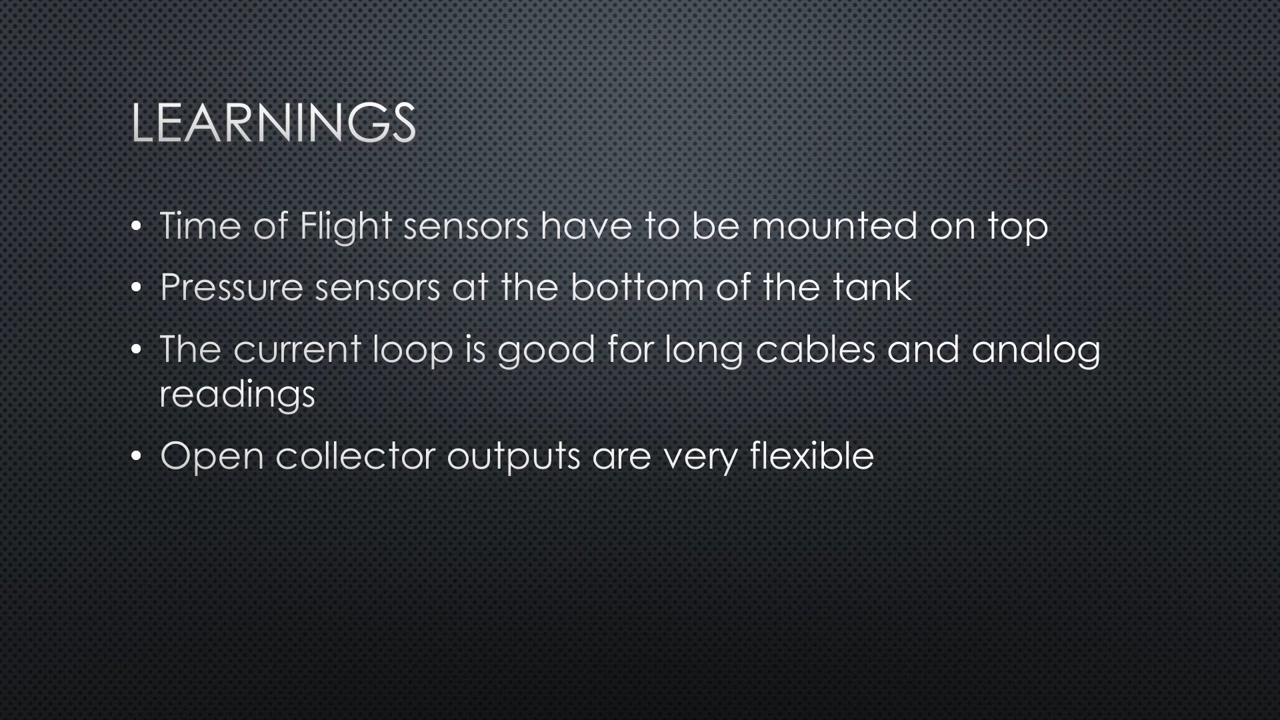 LEARNINGS
• Time of Flight sensors have to be mounted on top
• Pressure sensors at the bottom of the tank
• The current loop is good for long cables and analog
readings
• Open collector outputs are very flexible